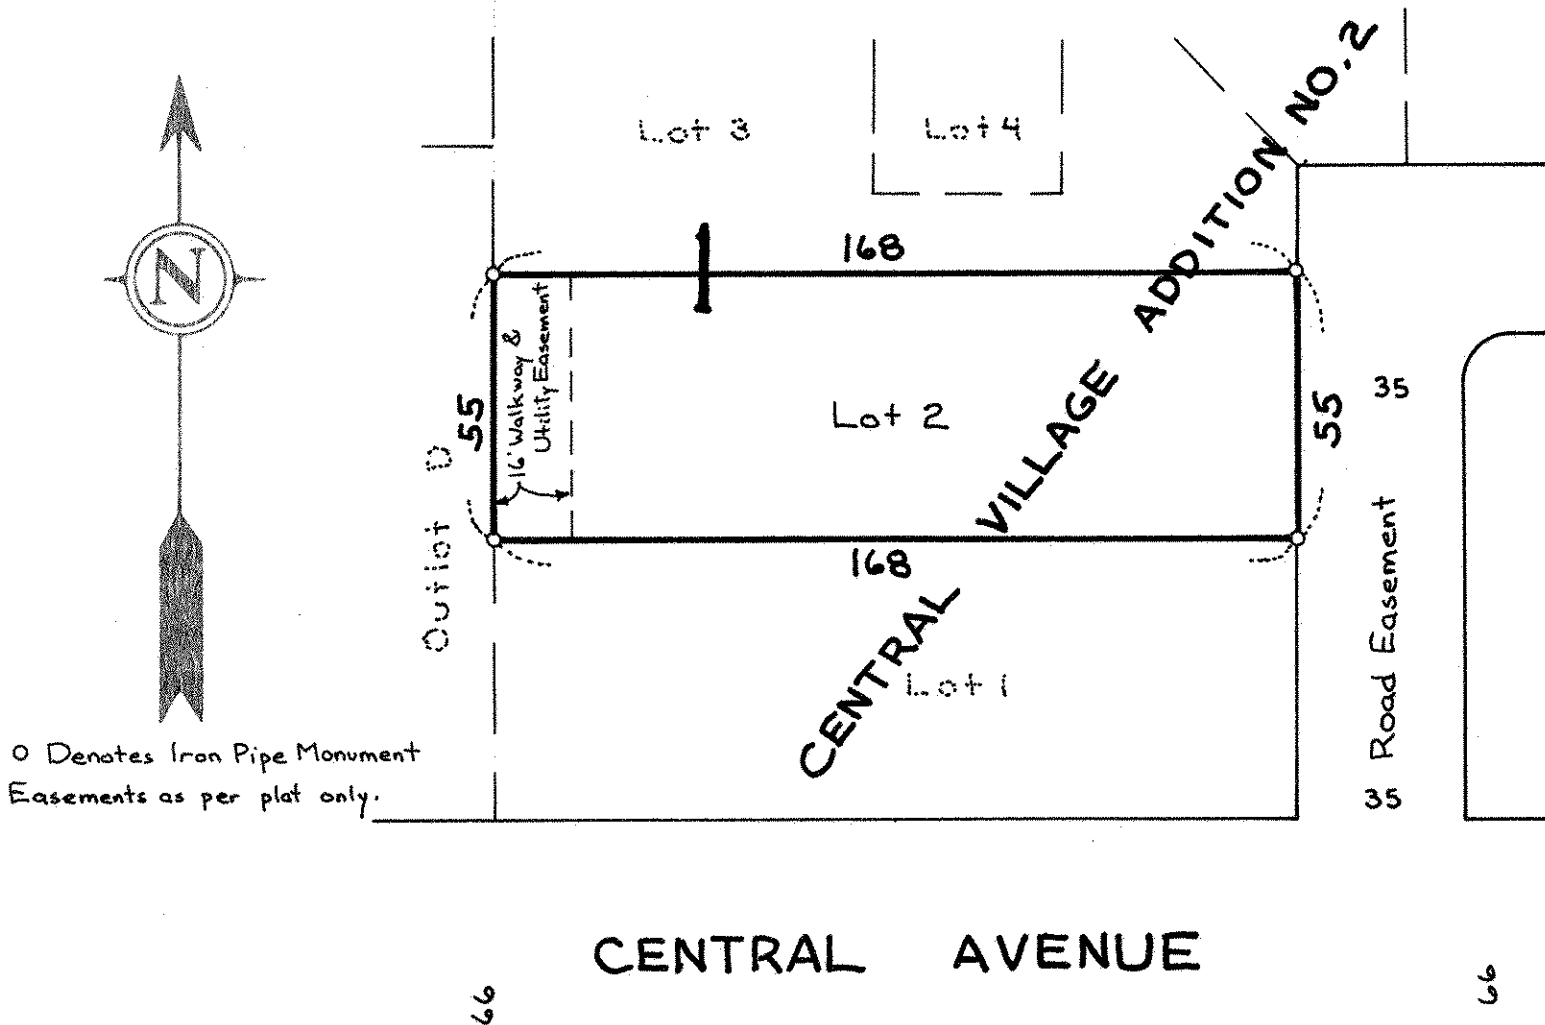 N
Lot 3
Lot 4
1
168
55
16' Walkway &
Utility Easement
Lot 2
55
35
Outlot D
168
Lot 1
CENTRAL VILLAGE ADDITION NO. 2
35 Road Easement
o Denotes Iron Pipe Monument
Easements as per plat only.
CENTRAL AVENUE
66
66